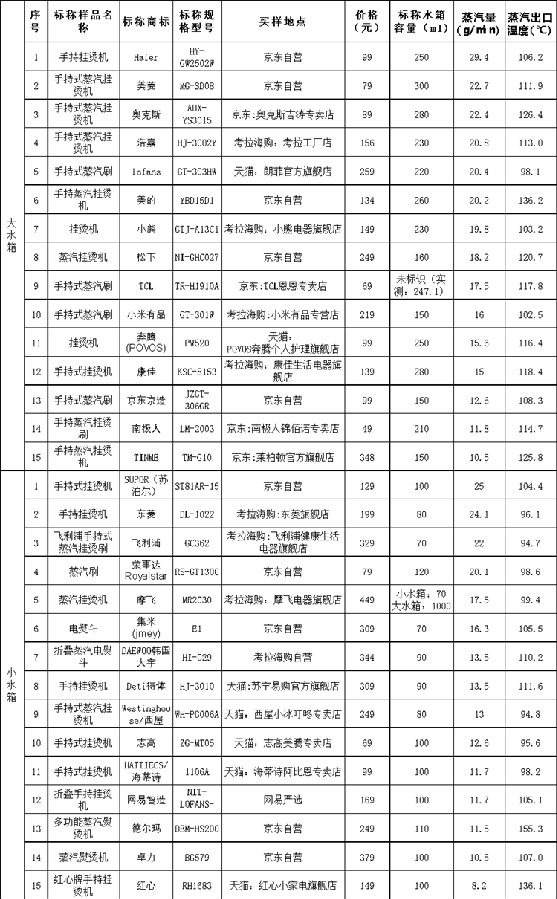 序号 标称样品名称 标称商标 标称规格型号 买样地点 价格(元) 标称水箱容量(ml) 蒸汽量(g/min) 蒸汽出口温度(℃)
大水箱
1 手持挂烫机 Haier HY-GW2502W 京东自营 99 250 29.4 106.2
2 手持式蒸汽挂烫机 美菱 MG-SD08 京东自营 79 300 22.7 111.9
3 手持式蒸汽挂烫机 奥克斯 京东:奥克斯吉诗专卖店 89 280 22.4 126.4
4 手持式蒸汽挂烫机 浩嘉 HJ-3002Y 考拉海购:考拉工厂店 156 230 20.8 113.0
5 手持式蒸汽刷 lofans GT-303HW 天猫:朗菲官方旗舰店 259 220 20.4 98.1
6 手持蒸汽挂烫机 美的 YBD15D1 京东自营 134 260 20.2 136.2
7 挂烫机 小熊 GTJ-A13C1 考拉海购,小熊电器旗舰店 149 230 19.8 103.2
8 蒸汽挂烫机 松下 NI-GHC027 京东自营 249 160 18.2 120.7
9 手持式蒸汽刷 TCL TR-HJ910A 京东:TCL恩恩专卖店 69 未标识(实测:247.1) 17.5 117.8
10 手持式蒸汽刷 小米有品 GT-301W 考拉海购:小米有品专营店 219 150 16 102.5
11 挂烫机 奔腾(POVOS) PW520 天猫:POVOS奔腾个人护理旗舰店 99 250 15.3 116.4
12 手持式挂烫机 康佳 KSC-8153 考拉海购,康佳生活电器旗舰店 139 280 15 118.4
13 手持式蒸汽刷 京东京造 JZGT-306GR 京东自营 99 150 12.6 108.3
14 手持蒸汽挂烫刷 南极人 LM-2003 京东:南极人锦佰诺专卖店 49 210 11.8 114.7
15 手持蒸汽挂烫机 TINME TM-G10 京东:莱柏顿官方旗舰店 348 150 10.5 125.8
小水箱
1 手持式挂烫机 SUPOR(苏泊尔) ST81AR-15 京东自营 129 100 25 104.4
2 手持挂烫机 东菱 DL-1022 考拉海购:东菱旗舰店 199 80 24.1 96.1
3 飞利浦手持式蒸汽挂烫刷 飞利浦 GC362 考拉海购:飞利浦健康生活电器旗舰店 329 70 22 94.7
4 蒸汽刷 荣事达Royalstar RS-GT1300 京东自营 79 120 20.1 98.6
5 蒸汽挂烫机 摩飞 MR2030 考拉海购:摩飞电器旗舰店 449 小水箱:70 大水箱:1000 17.5 99.4
6 电熨斗 集米(jmey) E1 京东自营 309 70 16.3 105.5
7 折叠蒸汽电熨斗 DAEWOO韩国大宇 HI-029 考拉海购自营 344 90 13.5 110.2
8 手持挂烫机 HJ-3010 天猫:苏宁易购官方旗舰店 309 90 13.5 111.6
9 手持式蒸汽挂烫机 Westinghouse/西屋 WH-PG006A 天猫:西屋小冰叮咚专卖店 249 80 13 94.8
10 手持式挂烫机 志高 ZG-MT05 天猫:志高美骐专卖店 69 100 12.6 95.6
11 手持式挂烫机 海蒂诗 1106A 天猫:海蒂诗阿比恩专卖店 99 100 11.7 98.2
12 折叠手持挂烫机 网易智造 网易严选 169 100 11.7 105.1
13 多功能蒸汽熨烫机 德尔玛 DEM-HS200 京东自营 249 110 11.5 155.3
14 蒸汽熨烫机 卓力 BG579 京东自营 379 100 10.5 107.0
15 红心牌手持挂烫机 红心 RH1683 天猫:红心小家电旗舰店 149 100 8.2 136.1